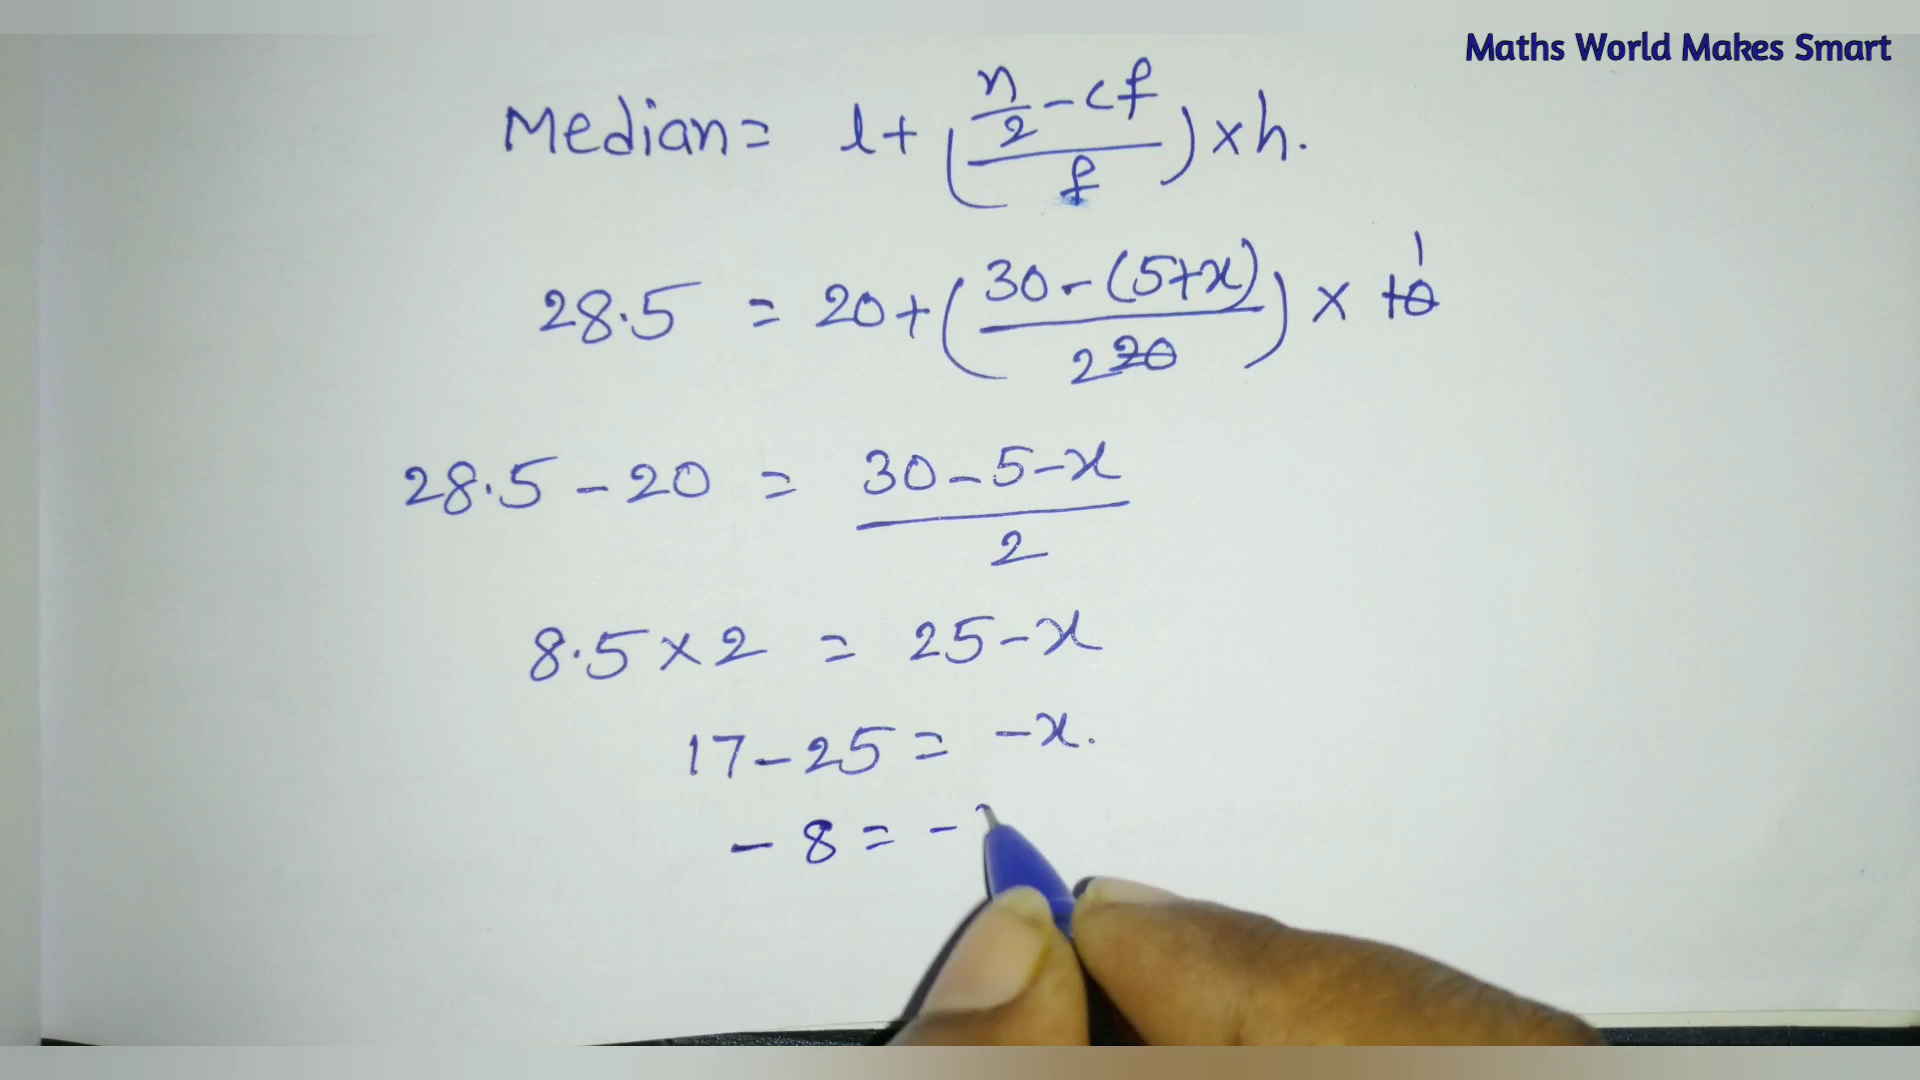 Maths World Makes Smart
Median = l + ( (n/2 - cf) / f ) × h.
28.5 = 20 + ( (30 - (5+x)) / 2 20 ) × 10 1
28.5 - 20 = (30 - 5 - x) / 2
8.5 × 2 = 25 - x
17 - 25 = - x.
- 8 = -